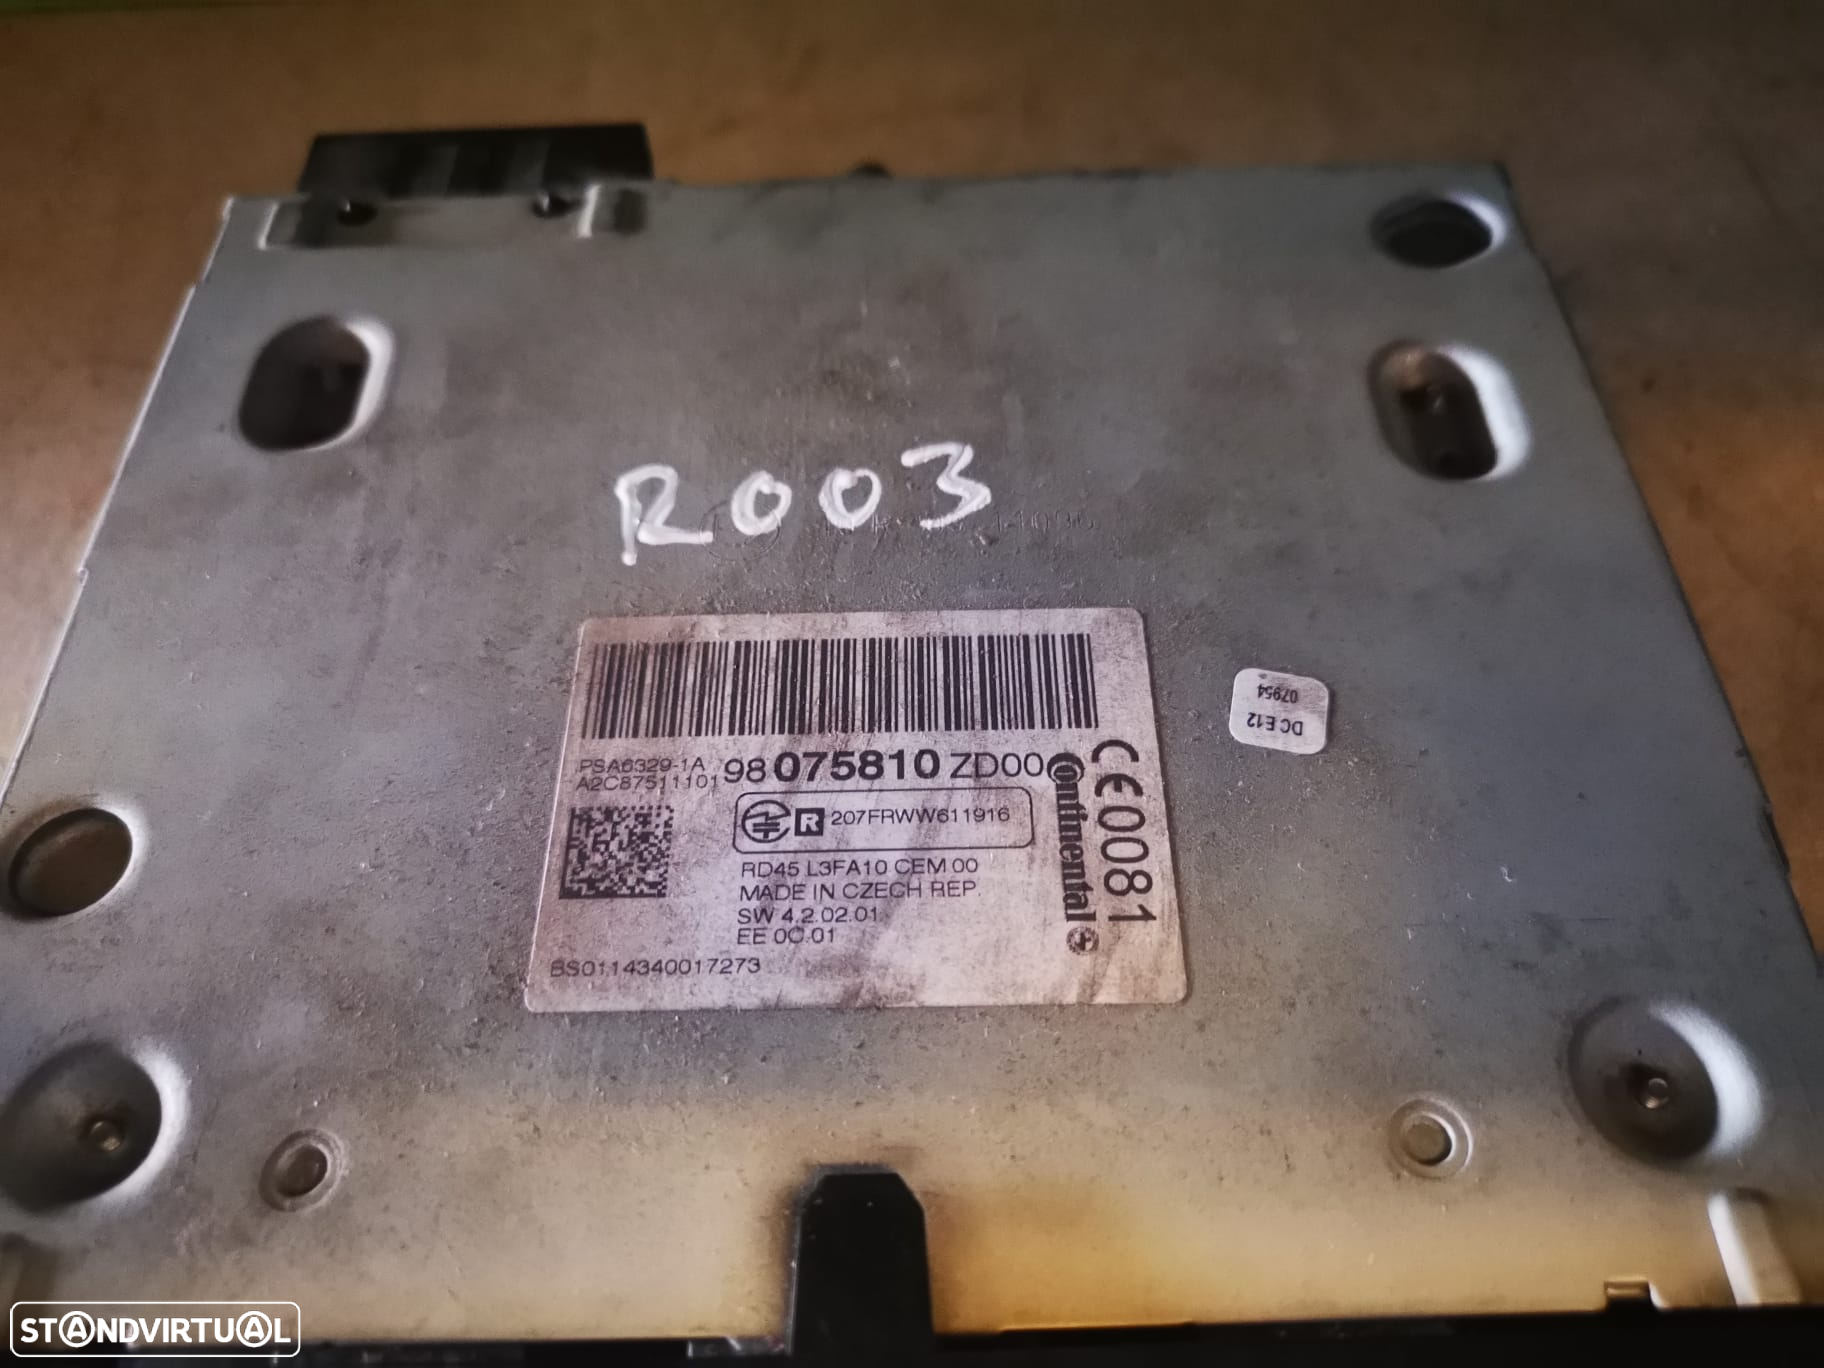 R003
PSA6329-1A
A2C87511101
98 075810 ZD00
R 207FRWW611916
RD45 L3FA10 CEM 00
MADE IN CZECH REP.
SW 4.2.02.01
EE 0C.01
BS0114340017273
Continental
CE0081
DC E12
07954
STANDVIRTUAL